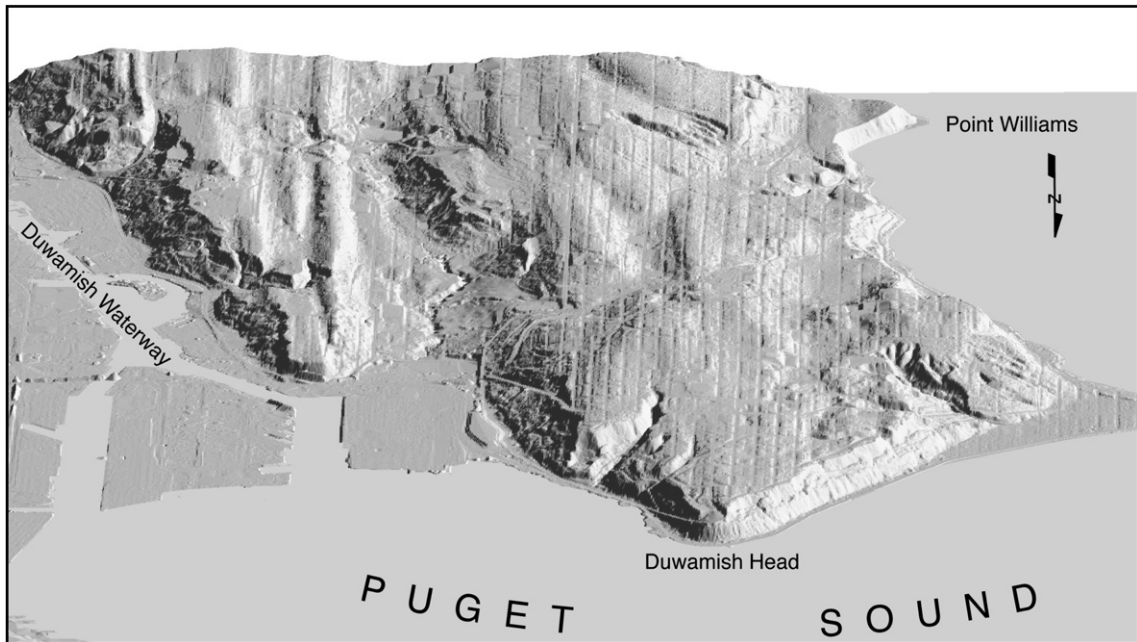 Point Williams
N
Duwamish Waterway
Duwamish Head
PUGET SOUND